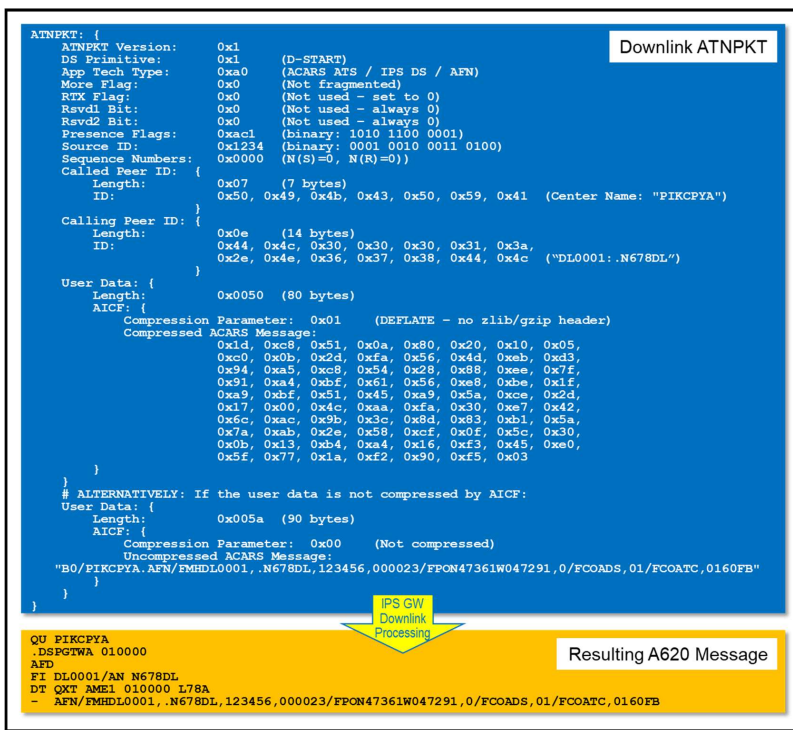 Downlink ATNPKT
ATNPKT: {
ATNPKT Version: 0x1
DS Primitive: 0x1 (D-START)
App Tech Type: 0xa0 (ACARS ATS / IPS DS / AFN)
More Flag: 0x0 (Not fragmented)
RTX Flag: 0x0 (Not used – set to 0)
Rsvd1 Bit: 0x0 (Not used – always 0)
Rsvd2 Bit: 0x0 (Not used – always 0)
Presence Flags: 0xac1 (binary: 1010 1100 0001)
Source ID: 0x1234 (binary: 0001 0010 0011 0100)
Sequence Numbers: 0x0000 (N(S)=0, N(R)=0))
Called Peer ID: {
Length: 0x07 (7 bytes)
ID: 0x50, 0x49, 0x4b, 0x43, 0x50, 0x59, 0x41 (Center Name: "PIKCPYA")
}
Calling Peer ID: {
Length: 0x0e (14 bytes)
ID: 0x44, 0x4c, 0x30, 0x30, 0x30, 0x31, 0x3a,
0x2e, 0x4e, 0x36, 0x37, 0x38, 0x44, 0x4c (“DL0001:.N678DL”)
}
User Data: {
Length: 0x0050 (80 bytes)
AICF: {
Compression Parameter: 0x01 (DEFLATE – no zlib/gzip header)
Compressed ACARS Message:
0x1d, 0xc8, 0x51, 0x0a, 0x80, 0x20, 0x10, 0x05,
0xc0, 0x0b, 0x2d, 0xfa, 0x56, 0x4d, 0xeb, 0xd3,
0x94, 0xa5, 0xc8, 0x54, 0x28, 0x88, 0xee, 0x7f,
0x91, 0xa4, 0xbf, 0x61, 0x56, 0xe8, 0xbe, 0x1f,
0xa9, 0xbf, 0x51, 0x45, 0xa9, 0x5a, 0xce, 0x2d,
0x17, 0x00, 0x4c, 0xaa, 0xfa, 0x30, 0xe7, 0x42,
0x6c, 0xac, 0x9b, 0x3c, 0x8d, 0x83, 0xb1, 0x5a,
0x7a, 0xab, 0x2e, 0x58, 0xcf, 0x0f, 0x5c, 0x30,
0x0b, 0x13, 0xb4, 0xa4, 0x16, 0xf3, 0x45, 0xe0,
0x5f, 0x77, 0x1a, 0xf2, 0x90, 0xf5, 0x03
}
}
# ALTERNATIVELY: If the user data is not compressed by AICF:
User Data: {
Length: 0x005a (90 bytes)
AICF: {
Compression Parameter: 0x00 (Not compressed)
Uncompressed ACARS Message:
"B0/PIKCPYA.AFN/FMHDL0001,.N678DL,123456,000023/FPON47361W047291,0/FCOADS,01/FCOATC,0160FB"
}
}
}
IPS GW
Downlink
Processing
Resulting A620 Message
QU PIKCPYA
.DSPGTWA 010000
AFD
FI DL0001/AN N678DL
DT QXT AME1 010000 L78A
- AFN/FMHDL0001,.N678DL,123456,000023/FPON47361W047291,0/FCOADS,01/FCOATC,0160FB